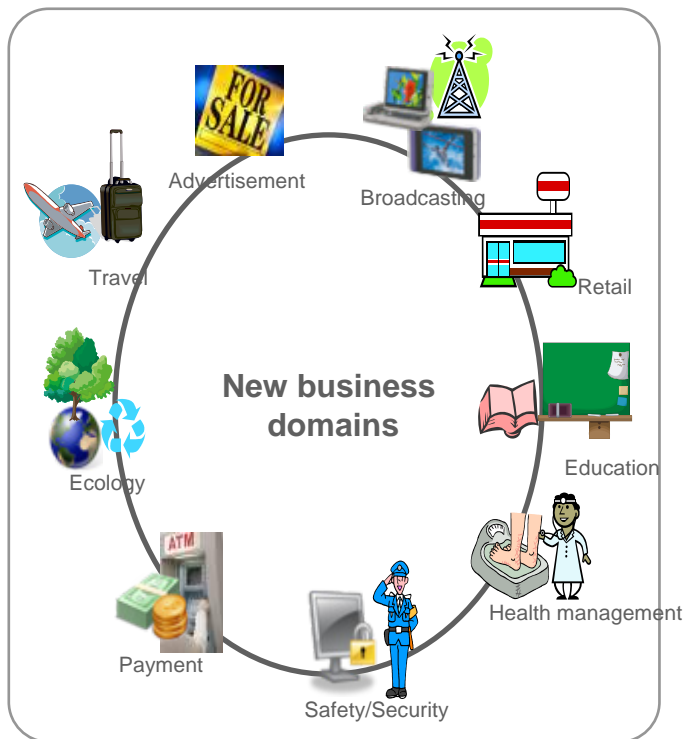 FOR
SALE
Advertisement
Broadcasting
Travel
Retail
New business
domains
Education
Ecology
ATM
Health management
Payment
Safety/Security